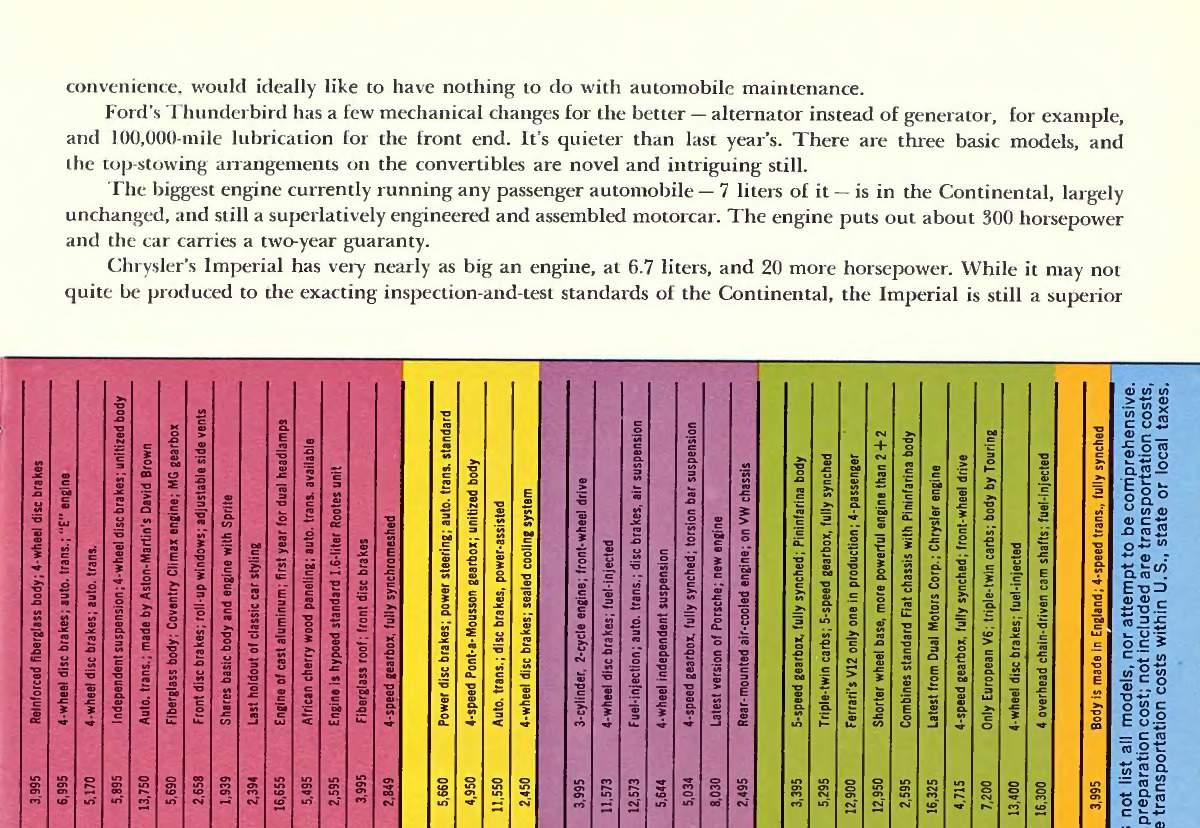 convenience, would ideally like to have nothing to do with automobile maintenance.
Ford's Thunderbird has a few mechanical changes for the better — alternator instead of generator, for example,
and 100,000-mile lubrication for the front end. It's quieter than last year's. There are three basic models, and
the top-stowing arrangements on the convertibles are novel and intriguing still.
The biggest engine currently running any passenger automobile — 7 liters of it — is in the Continental, largely
unchanged, and still a superlatively engineered and assembled motorcar. The engine puts out about 300 horsepower
and the car carries a two-year guaranty.
Chrysler's Imperial has very nearly as big an engine, at 6.7 liters, and 20 more horsepower. While it may not
quite be produced to the exacting inspection-and-test standards of the Continental, the Imperial is still a superior
3,995 Reinforced fiberglass body; 4-wheel disc brakes
6,995 4-wheel disc brakes; auto. trans.; "E" engine
5,170 4-wheel disc brakes; auto. trans.
5,895 Independent suspension; 4-wheel disc brakes; unitized body
13,750 Auto. trans.; made by Aston-Martin's David Brown
5,690 Fiberglass body; Coventry Climax engine; MG gearbox
2,658 Front disc brakes; roll-up windows; adjustable side vents
1,939 Shares basic body and engine with Sprite
2,394 Last holdout of classic car styling
16,655 Engine of cast aluminum; first year for dual headlamps
5,495 African cherry wood paneling; auto. trans. available
2,595 Engine is hyped standard 1.6-liter Rootes unit
3,995 Fiberglass roof; front disc brakes
2,849 4-speed gearbox, fully synchromeshed
5,660 Power disc brakes; power steering; auto. trans. standard
4,950 4-speed Pont-a-Mousson gearbox; unitized body
11,550 Auto. trans.; disc brakes, power-assisted
2,450 4-wheel disc brakes; sealed cooling system
3,995 3-cylinder, 2-cycle engine; front-wheel drive
11,573 4-wheel disc brakes; fuel-injected
12,573 Fuel-injection; auto. trans.; disc brakes, air suspension
5,644 4-wheel independent suspension
5,034 4-speed gearbox, fully synched; torsion bar suspension
8,030 Latest version of Porsche; new engine
2,495 Rear-mounted air-cooled engine; on VW chassis
3,395 5-speed gearbox, fully synched; Pininfarina body
5,295 Triple-twin carbs; 5-speed gearbox, fully synched
12,900 Ferrari's V12 only one in production; 4-passenger
12,950 Shorter wheel base, more powerful engine than 2 + 2
2,595 Combines standard Fiat chassis with Pininfarina body
16,325 Latest from Dual Motors Corp.; Chrysler engine
4,715 4-speed gearbox, fully synched; front-wheel drive
7,200 Only European V6; triple-twin carbs; body by Touring
13,400 4-wheel disc brakes; fuel-injected
16,300 4 overhead chain-driven cam shafts; fuel-injected
3,995 Body is made in England; 4-speed trans., fully synched
not list all models, nor attempt to be comprehensive.
preparation cost; not included are transportation costs,
transportation costs within U.S., state or local taxes.